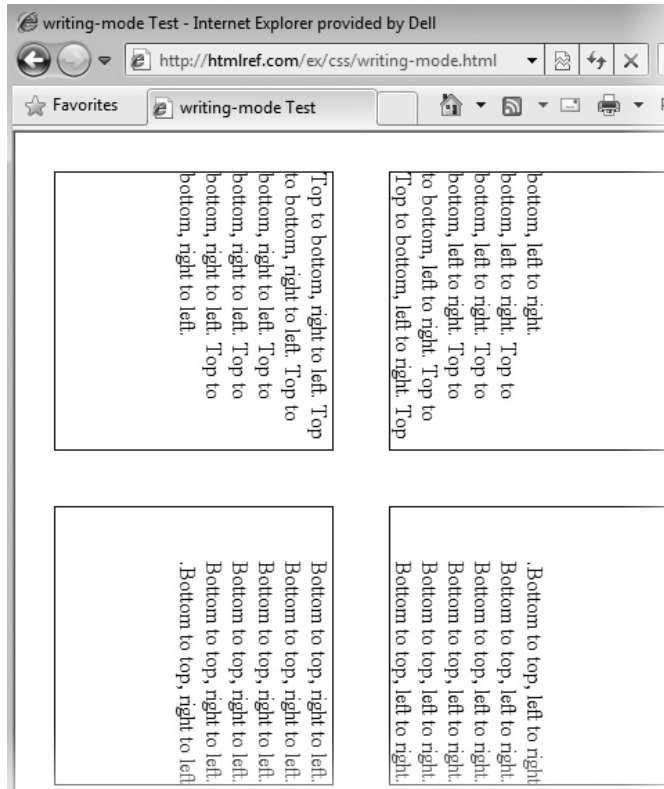 writing-mode Test - Internet Explorer provided by Dell
http://htmlref.com/ex/css/writing-mode.html
Favorites
writing-mode Test
Top to bottom, right to left. Top
to bottom, right to left. Top to
bottom, right to left. Top to
bottom, right to left. Top to
bottom, right to left. Top to
bottom, right to left.
Top to bottom, left to right. Top
to bottom, left to right. Top to
bottom, left to right. Top to
bottom, left to right. Top to
bottom, left to right. Top to
bottom, left to right.
Bottom to top, right to left.
Bottom to top, right to left.
Bottom to top, right to left.
Bottom to top, right to left.
Bottom to top, right to left.
.Bottom to top, right to left
Bottom to top, left to right.
Bottom to top, left to right.
Bottom to top, left to right.
Bottom to top, left to right.
Bottom to top, left to right.
.Bottom to top, left to right